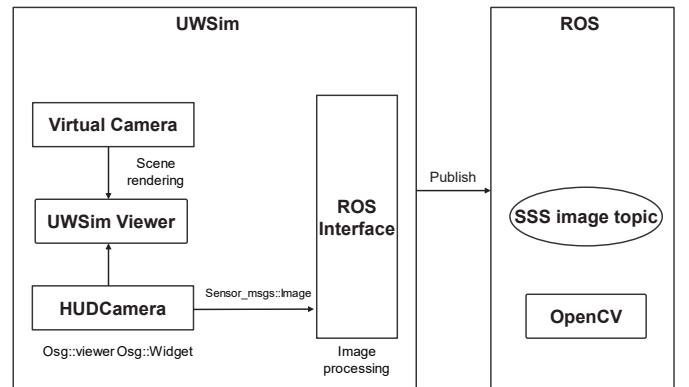 UWSim
ROS
Virtual Camera
Scene
rendering
UWSim Viewer
HUDCamera
Osg::viewer Osg::Widget
Sensor_msgs::Image
ROS
Interface
Image
processing
Publish
SSS image topic
OpenCV